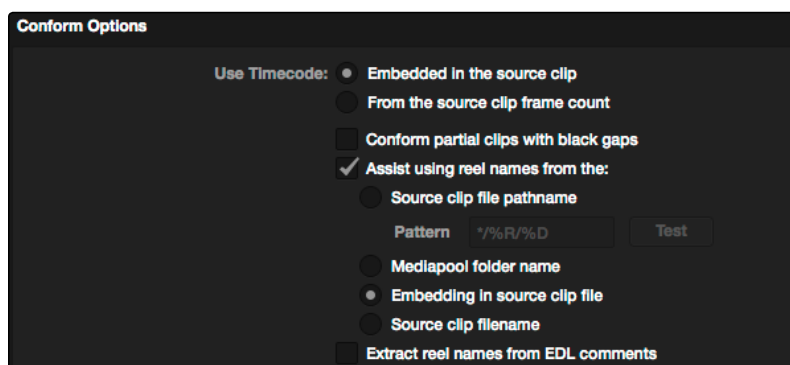 Conform Options
Use Timecode: Embedded in the source clip
From the source clip frame count
Conform partial clips with black gaps
Assist using reel names from the:
Source clip file pathname
Pattern */%R/%D Test
Mediapool folder name
Embedding in source clip file
Source clip filename
Extract reel names from EDL comments